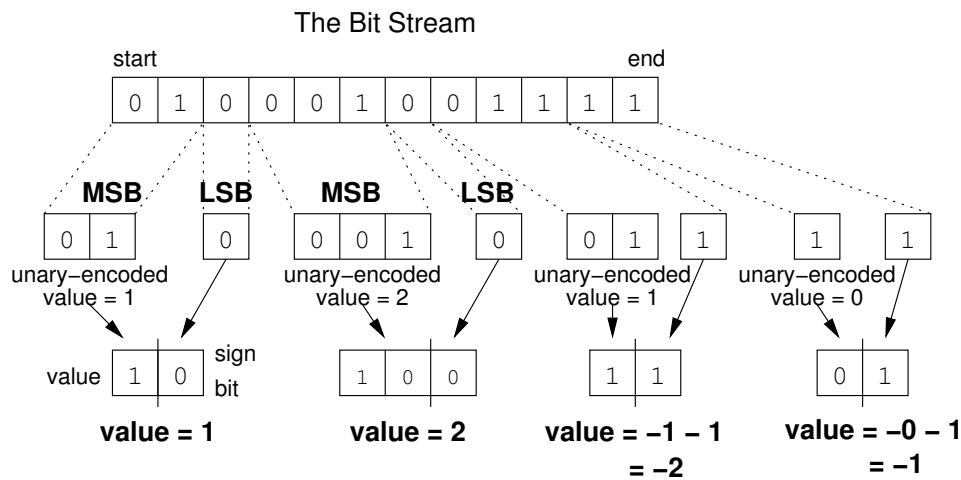 The Bit Stream
start end
0 1 0 0 0 1 0 0 1 1 1 1
MSB LSB MSB LSB
0 1 0 0 0 1 0 0 1 1 1 1
unary−encoded unary−encoded unary−encoded unary−encoded
value = 1 value = 2 value = 1 value = 0
value 1 0 sign bit 1 0 0 1 1 0 1
value = 1 value = 2 value = −1 − 1 value = −0 − 1
= −2 = −1